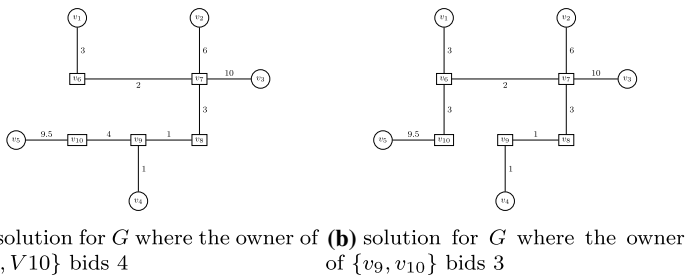 v1 v2 v1 v2
3 6 3 6
v6 v7 10 v3 v6 v7 10 v3
2 2
3 3 3
v5 9.5 v10 4 v9 1 v8 v5 9.5 v10 v9 1 v8
1 1
v4 v4
solution for G where the owner of (b) solution for G where the owner
, V10} bids 4 of {v9, v10} bids 3